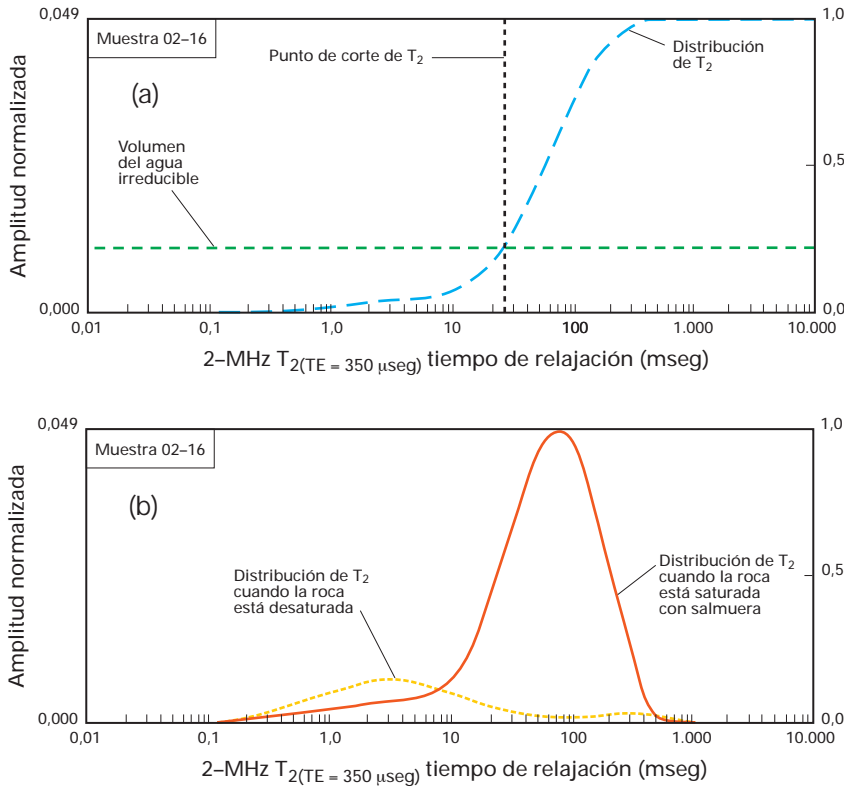 0,049
Muestra 02–16
Punto de corte de T2
Distribución
de T2
1,0
(a)
Volumen
del agua
irreducible
0,5
Amplitud normalizada
0,000
0,0
0,01
0,1
1,0
10
100
1.000
10.000
2–MHz T2(TE = 350 µseg) tiempo de relajación (mseg)
0,049
1,0
Muestra 02–16
(b)
Distribución de T2
cuando la roca
está desaturada
Distribución de T2
cuando la roca
está saturada
con salmuera
0,5
Amplitud normalizada
0,000
0,0
0,01
0,1
1,0
10
100
1.000
10.000
2–MHz T2(TE = 350 µseg) tiempo de relajación (mseg)